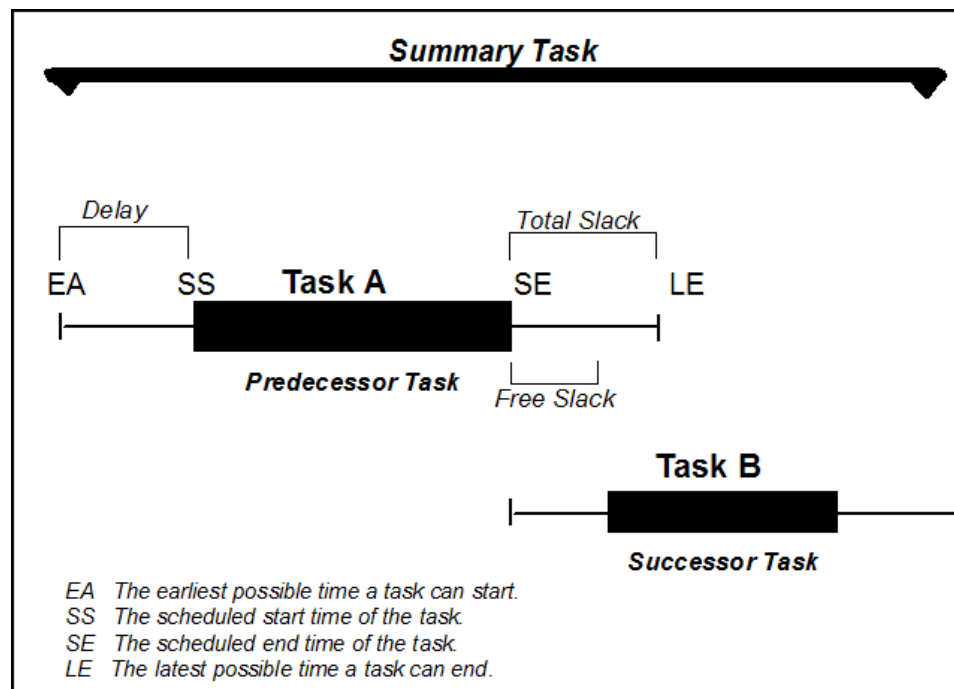 Summary Task
Delay
Total Slack
EA SS Task A SE LE
Predecessor Task
Free Slack
Task B
Successor Task
EA The earliest possible time a task can start.
SS The scheduled start time of the task.
SE The scheduled end time of the task.
LE The latest possible time a task can end.